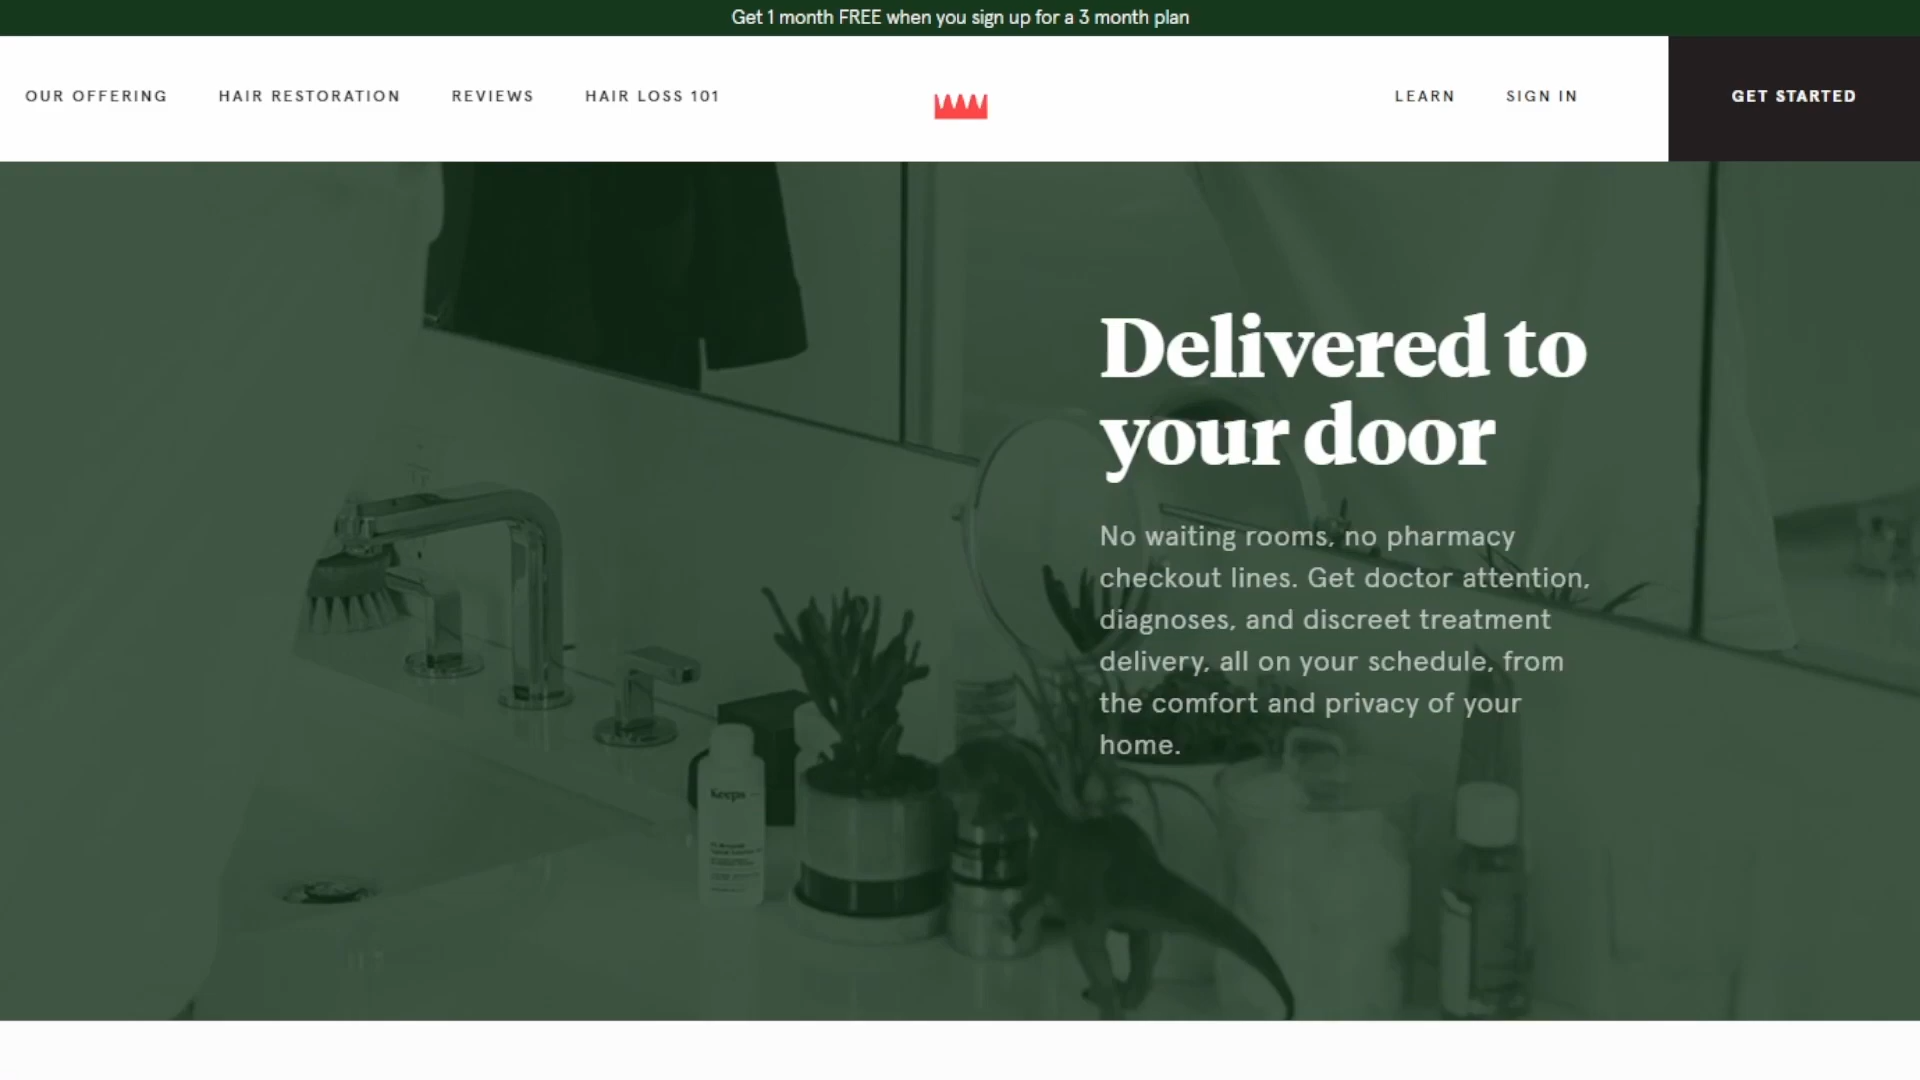 Get 1 month FREE when you sign up for a 3 month plan
OUR OFFERING
HAIR RESTORATION
REVIEWS
HAIR LOSS 101
LEARN
SIGN IN
GET STARTED
Delivered to
your door
No waiting rooms, no pharmacy
checkout lines. Get doctor attention,
diagnoses, and discreet treatment
delivery, all on your schedule, from
the comfort and privacy of your
home.
Keeps